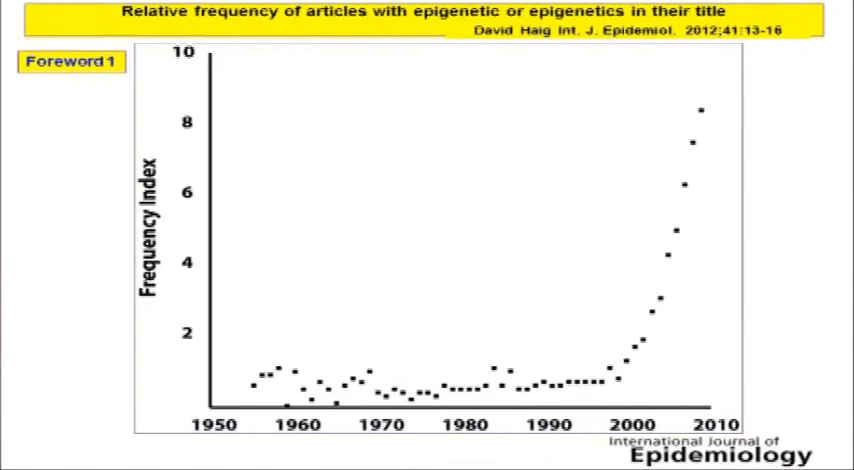 Relative frequency of articles with epigenetic or epigenetics in their title
David Haig Int. J. Epidemiol. 2012;41:13-16
Foreword 1
10
8
6
4
2
Frequency Index
1950 1960 1970 1980 1990 2000 2010
International Journal of
Epidemiology